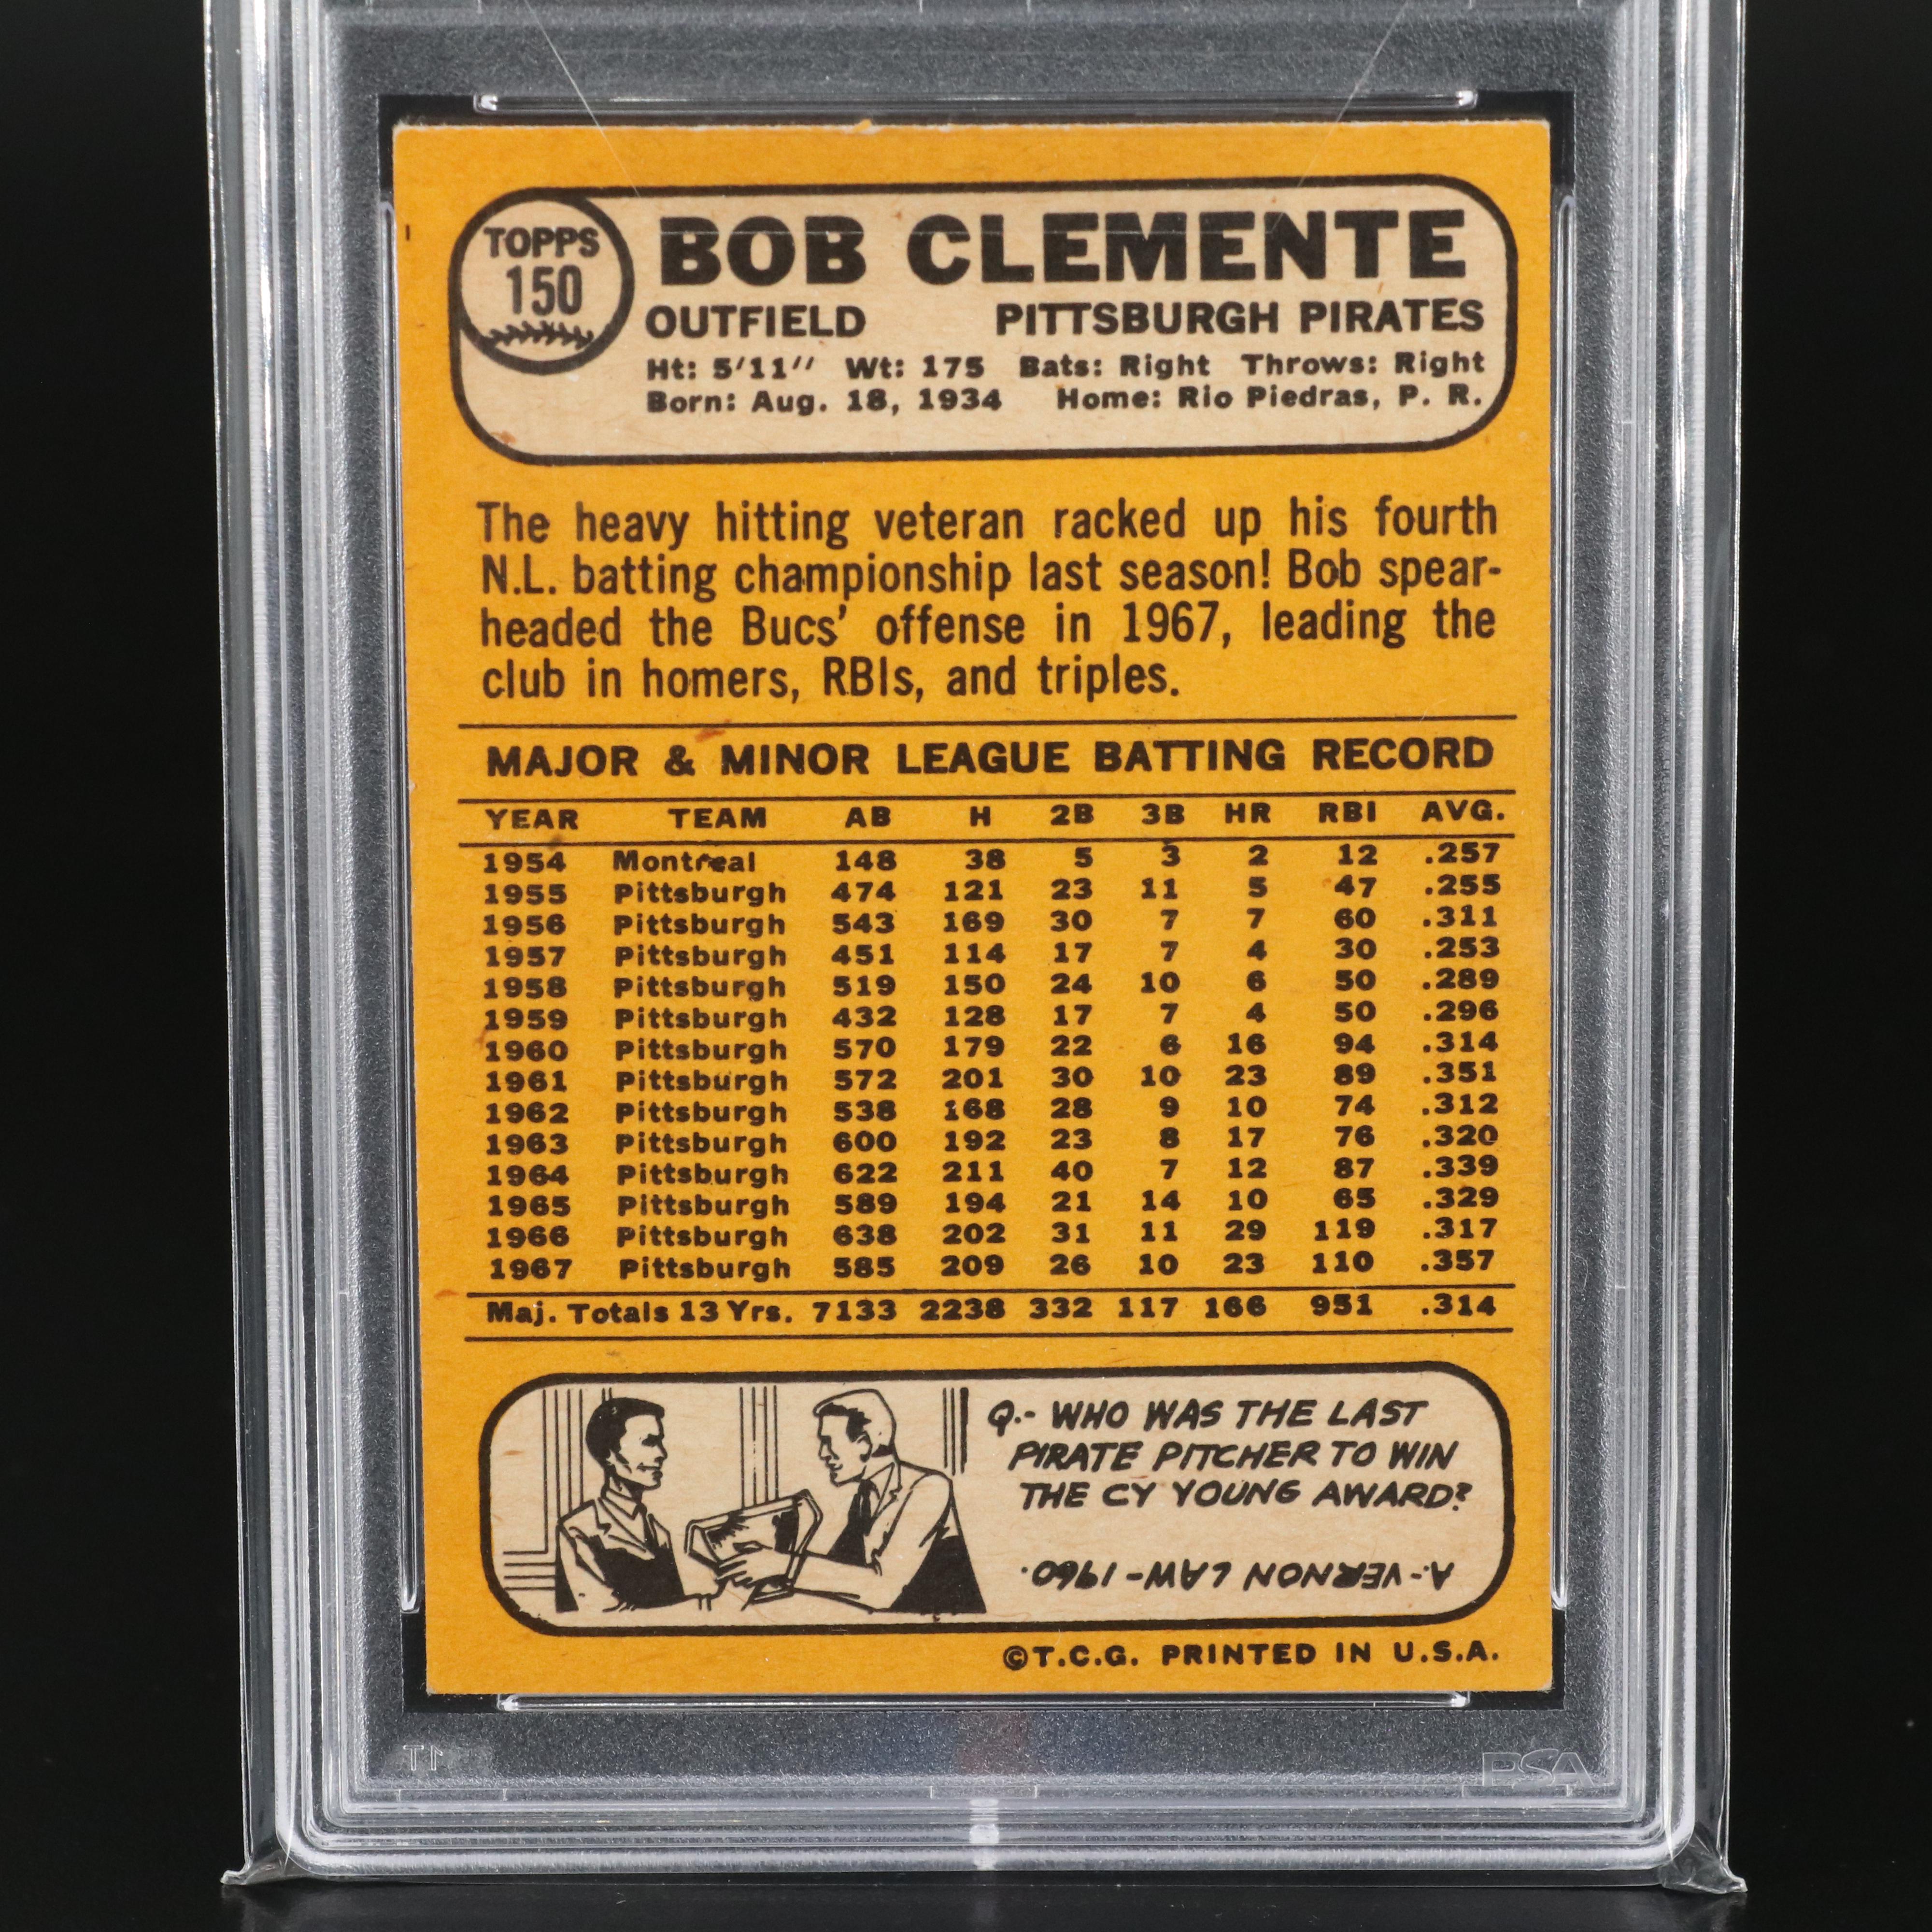 TOPPS
150
BOB CLEMENTE
OUTFIELD PITTSBURGH PIRATES
Ht: 5'11'' Wt: 175 Bats: Right Throws: Right
Born: Aug. 18, 1934 Home: Rio Piedras, P. R.
The heavy hitting veteran racked up his fourth
N.L. batting championship last season! Bob spear-
headed the Bucs' offense in 1967, leading the
club in homers, RBIs, and triples.
MAJOR & MINOR LEAGUE BATTING RECORD
YEAR TEAM AB H 2B 3B HR RBI AVG.
1954 Montreal 148 38 5 3 2 12 .257
1955 Pittsburgh 474 121 23 11 5 47 .255
1956 Pittsburgh 543 169 30 7 7 60 .311
1957 Pittsburgh 451 114 17 7 4 30 .253
1958 Pittsburgh 519 150 24 10 6 50 .289
1959 Pittsburgh 432 128 17 7 4 50 .296
1960 Pittsburgh 570 179 22 6 16 94 .314
1961 Pittsburgh 572 201 30 10 23 89 .351
1962 Pittsburgh 538 168 28 9 10 74 .312
1963 Pittsburgh 600 192 23 8 17 76 .320
1964 Pittsburgh 622 211 40 7 12 87 .339
1965 Pittsburgh 589 194 21 14 10 65 .329
1966 Pittsburgh 638 202 31 11 29 119 .317
1967 Pittsburgh 585 209 26 10 23 110 .357
Maj. Totals 13 Yrs. 7133 2238 332 117 166 951 .314
Q.- WHO WAS THE LAST
PIRATE PITCHER TO WIN
THE CY YOUNG AWARD?
A.- VERNON LAW - 1960.
©T.C.G. PRINTED IN U.S.A.
PSA